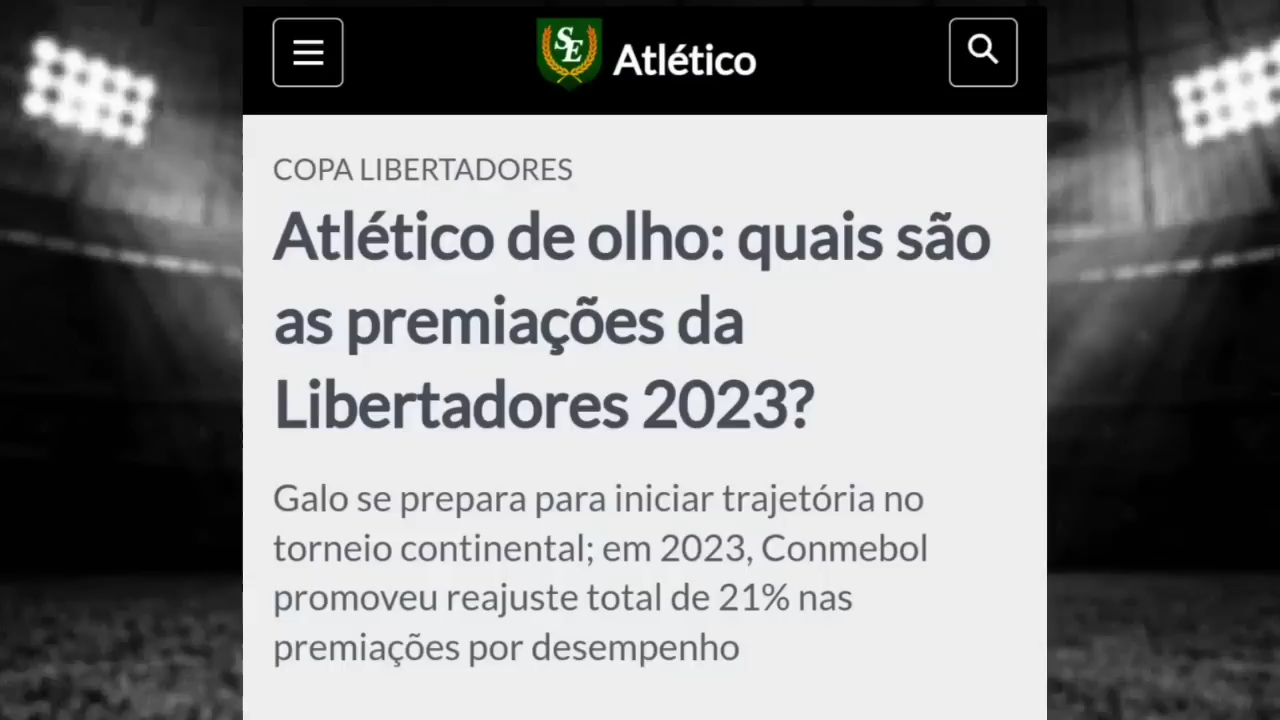 SE Atlético
COPA LIBERTADORES
Atlético de olho: quais são
as premiações da
Libertadores 2023?
Galo se prepara para iniciar trajetória no
torneio continental; em 2023, Conmebol
promoveu reajuste total de 21% nas
premiações por desempenho